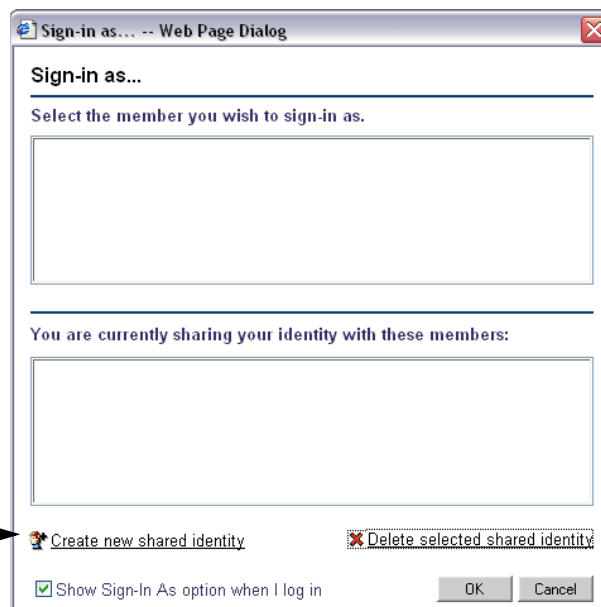 Sign-in as... -- Web Page Dialog
Sign-in as...
Select the member you wish to sign-in as.
You are currently sharing your identity with these members:
Create new shared identity Delete selected shared identity
Show Sign-In As option when I log in OK Cancel